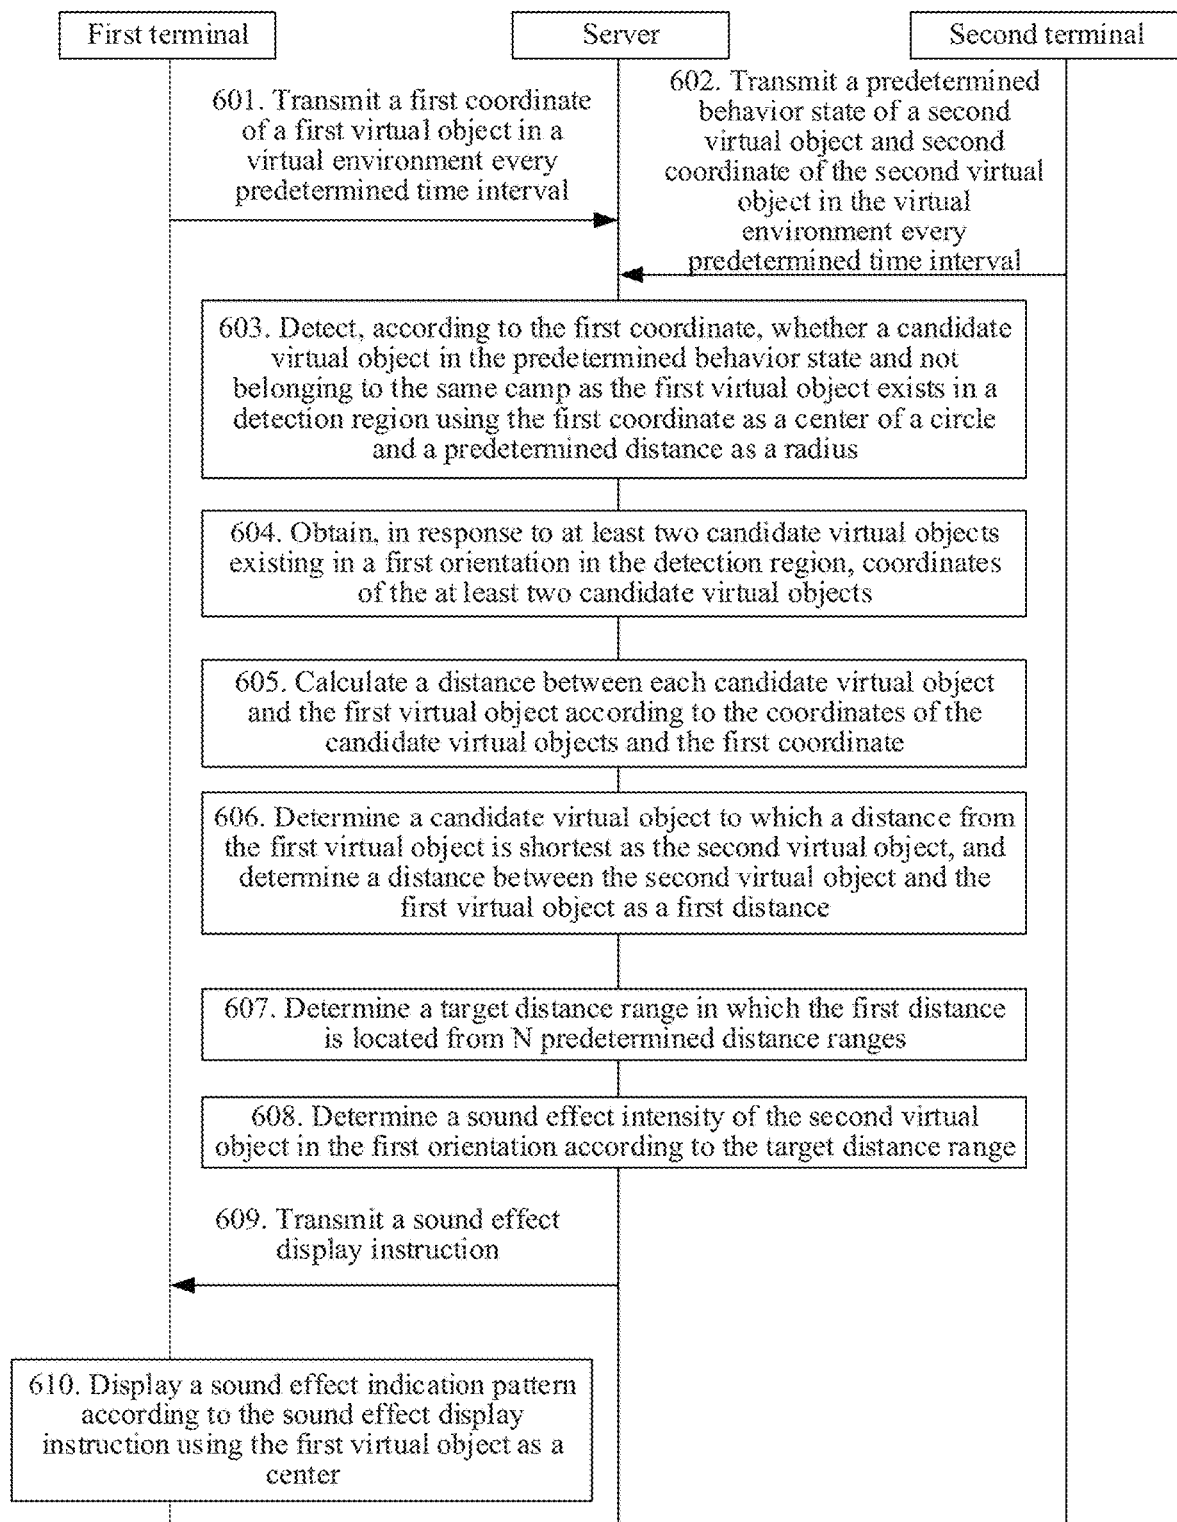 First terminal
Server
Second terminal
601. Transmit a first coordinate
of a first virtual object in a
virtual environment every
predetermined time interval
602. Transmit a predetermined
behavior state of a second
virtual object and second
coordinate of the second virtual
object in the virtual
environment every
predetermined time interval
603. Detect, according to the first coordinate, whether a candidate
virtual object in the predetermined behavior state and not
belonging to the same camp as the first virtual object exists in a
detection region using the first coordinate as a center of a circle
and a predetermined distance as a radius
604. Obtain, in response to at least two candidate virtual objects
existing in a first orientation in the detection region, coordinates
of the at least two candidate virtual objects
605. Calculate a distance between each candidate virtual object
and the first virtual object according to the coordinates of the
candidate virtual objects and the first coordinate
606. Determine a candidate virtual object to which a distance from
the first virtual object is shortest as the second virtual object, and
determine a distance between the second virtual object and the
first virtual object as a first distance
607. Determine a target distance range in which the first distance
is located from N predetermined distance ranges
608. Determine a sound effect intensity of the second virtual
object in the first orientation according to the target distance range
609. Transmit a sound effect
display instruction
610. Display a sound effect indication pattern
according to the sound effect display
instruction using the first virtual object as a
center